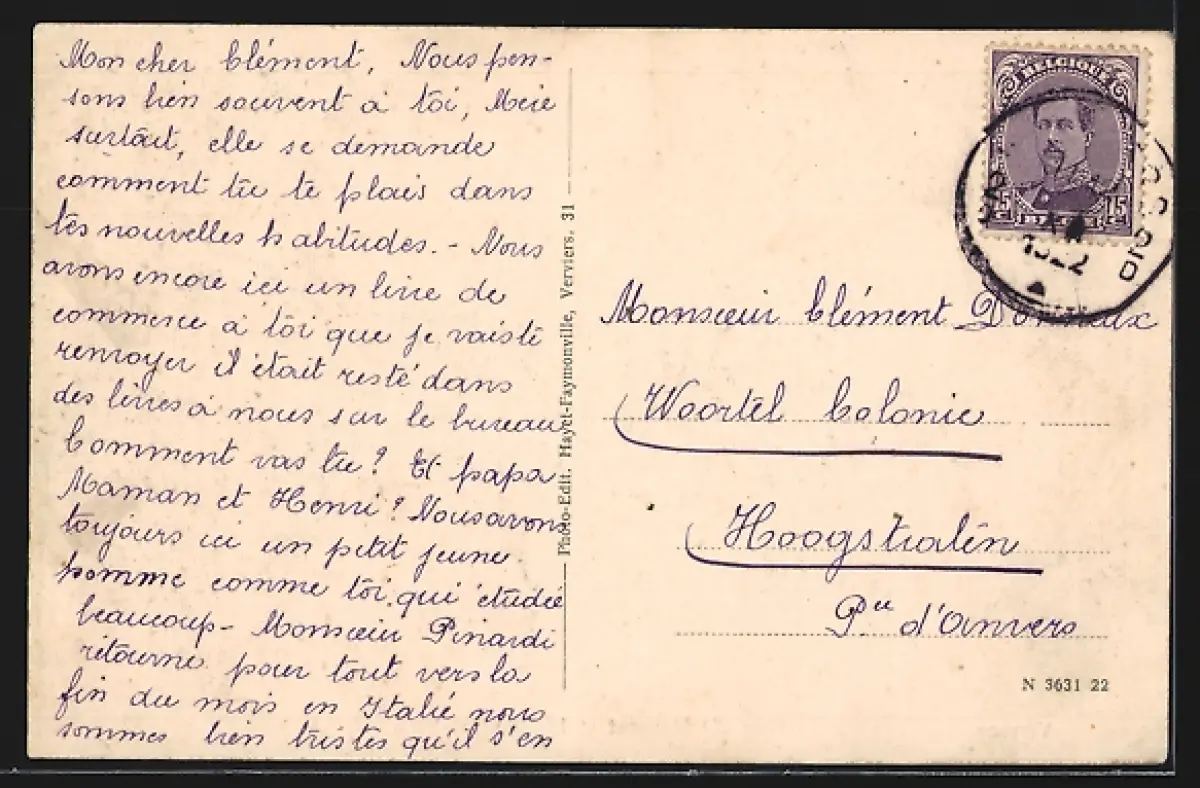 Mon cher Clément, Nous pen-
sons bien souvent à toi, Mère
surtout, elle se demande
comment tu te plais dans
tes nouvelles habitudes. - Nous
avons encore ici un livre de
commerce à toi que je vais te
renvoyer il était resté dans
des livres à nous sur le bureau
Comment vas tu? Et papa
Maman et Henri? Nous avons
toujours ici un petit jeune
homme comme toi, qui étudie
beaucoup - Monsieur Pinardi
retourne pour tout vers la
fin du mois en Italie nous
sommes bien tristes qu'il s'en
Photo-Edit. Hayet-Faymonville, Verviers. 31
BELGIQUE
15 15
1922
Monsieur Clément
Woortel Colonie
Hoogstraten
Pce d'Anvers
N 3631 22